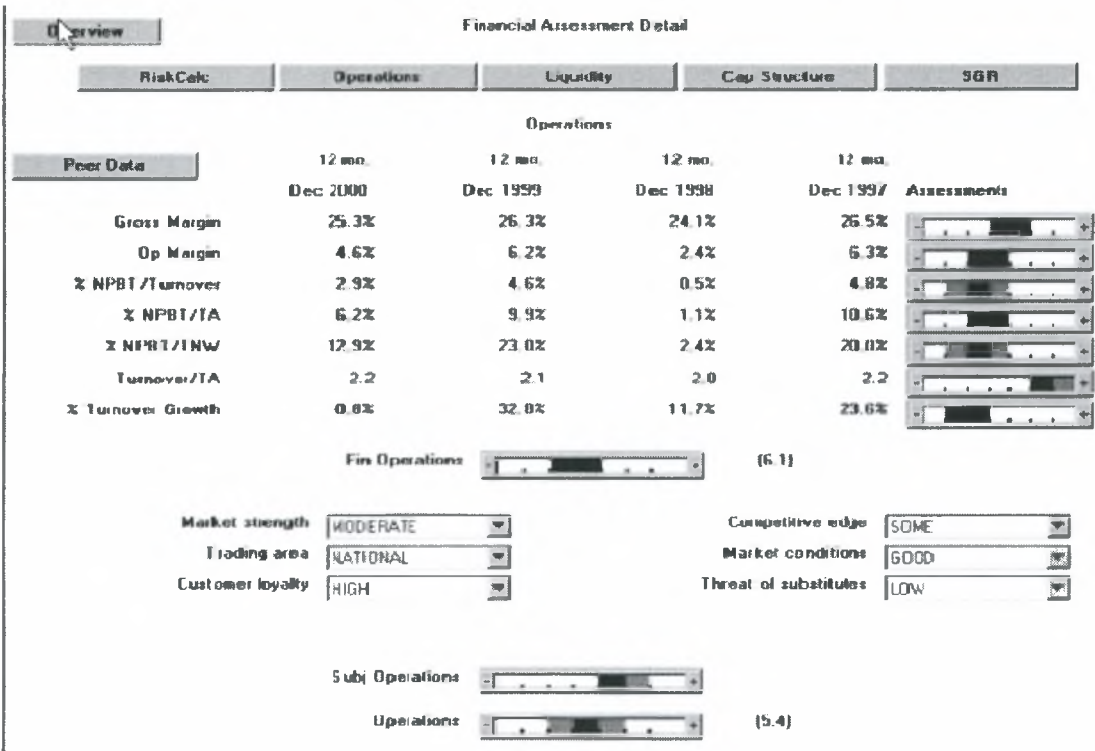 Overview
Financial Assessment Detail
RiskCalc Operations Liquidity Cap Structure SGR
Operations
Peer Data 12 mo. 12 mo. 12 mo. 12 mo.
Dec 2000 Dec 1999 Dec 1998 Dec 1997 Assessments
Gross Margin 25.3% 26.3% 24.1% 26.5%
Op Margin 4.6% 6.2% 2.4% 6.3%
% NPBT/Turnover 2.9% 4.6% 0.5% 4.8%
% NPBT/TA 6.2% 9.9% 1.1% 10.6%
% NPBT/TNW 12.9% 23.0% 2.4% 20.0%
Turnover/TA 2.2 2.1 2.0 2.2
% Turnover Growth 32.0% 11.7% 23.6%
Fin Operations (6.1)
Market strength MODERATE Competitive edge SOME
Trading area NATIONAL Market conditions GOOD
Customer loyalty HIGH Threat of substitutes LOW
Subj Operations
Operations (5.4)